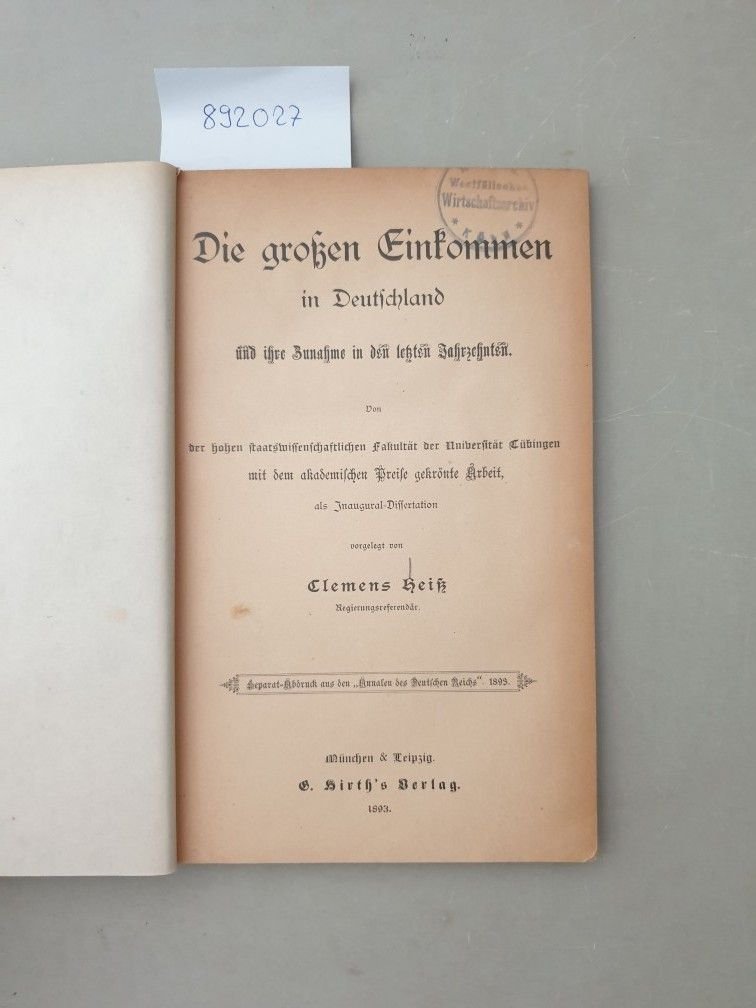 892027
Westfälisches
Wirtschaftsarchiv
Die großen Einkommen
in Deutschland
und ihre Zunahme in den letzten Jahrzehnten.
Von
der hohen staatswissenschaftlichen Fakultät der Universität Tübingen
mit dem akademischen Preise gekrönte Arbeit,
als Inaugural-Dissertation
vorgelegt von
Clemens Heiß
Regierungsreferendär.
Separat-Abdruck aus den „Annalen des Deutschen Reichs“. 1893.
München & Leipzig.
G. Hirth's Verlag.
1893.